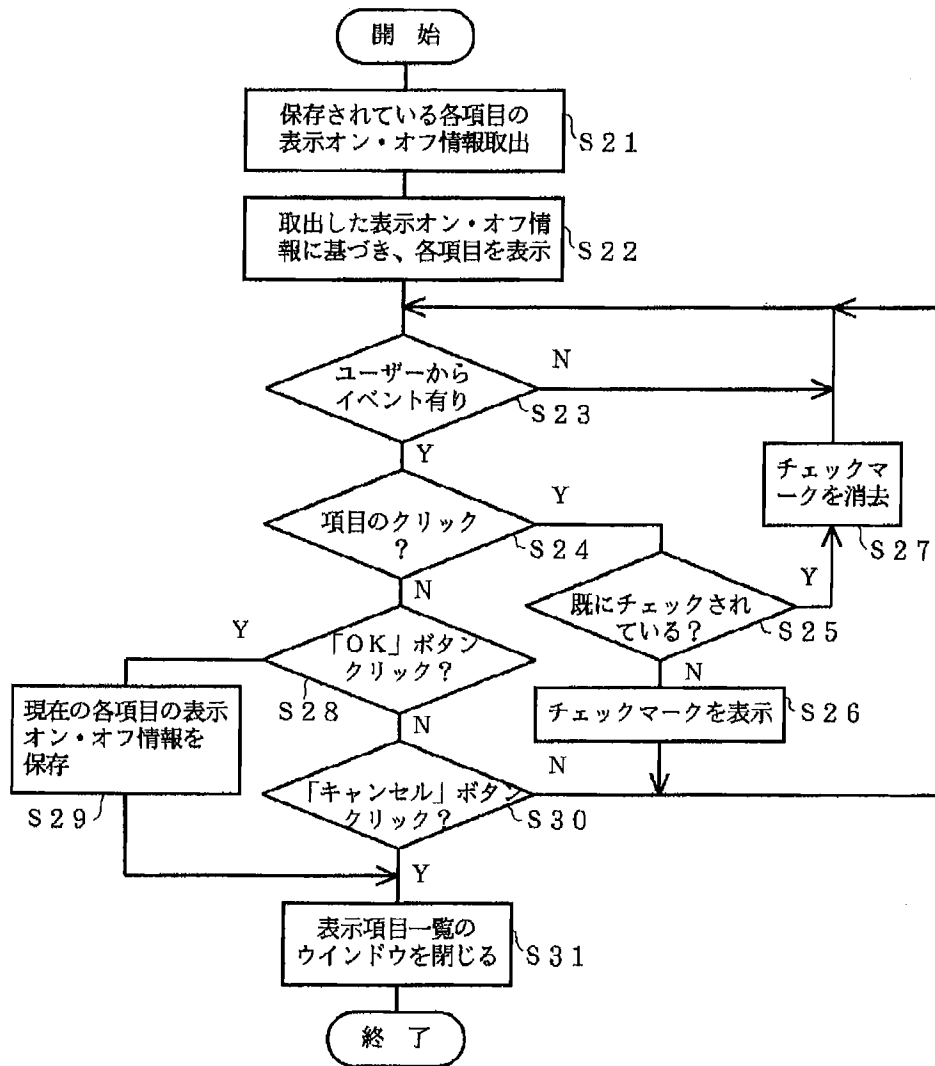 開 始
保存されている各項目の
表示オン・オフ情報取出
S21
取出した表示オン・オフ情
報に基づき、各項目を表示
S22
ユーザーから
イベント有り
N
S23
Y
項目のクリック
?
Y
S24
N
既にチェックされ
ている?
Y
S25
N
チェックマ
ークを消去
S27
チェックマークを表示
S26
「OK」ボタン
クリック?
Y
S28
N
現在の各項目の表示
オン・オフ情報を
保存
S29
「キャンセル」ボタン
クリック?
N
S30
Y
表示項目一覧の
ウインドウを閉じる
S31
終 了